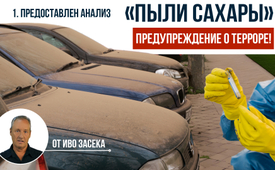 1. ПРЕДОСТАВЛЕН АНАЛИЗ
«ПЫЛИ САХАРЫ»
ПРЕДУПРЕЖДЕНИЕ О ТЕРРОРЕ!
ОТ ИВО ЗАСЕКА